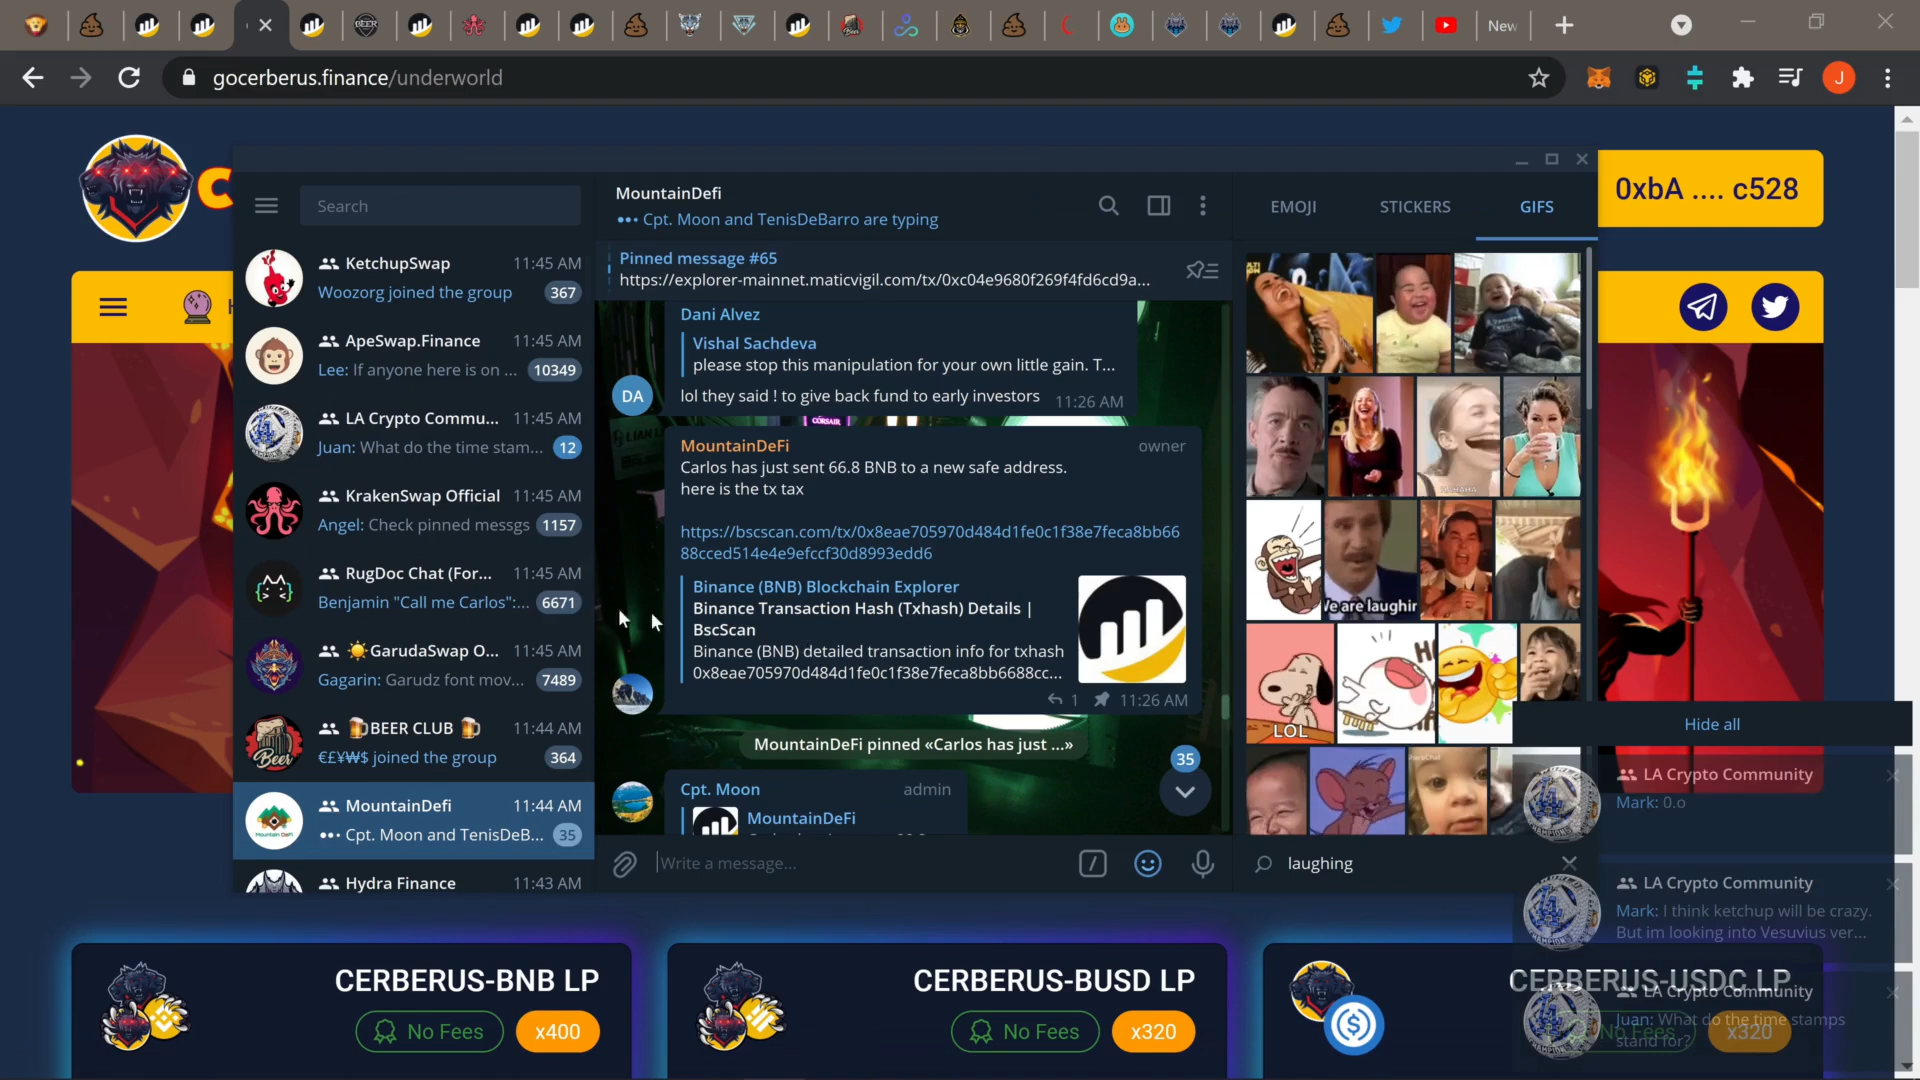 New
gocerberus.finance/underworld
C
0xbA .... c528
Search
KetchupSwap 11:45 AM
Woozorg joined the group 367
ApeSwap.Finance 11:45 AM
Lee: If anyone here is on ... 10349
LA Crypto Commu... 11:45 AM
Juan: What do the time stam... 12
KrakenSwap Official 11:45 AM
Angel: Check pinned messgs 1157
RugDoc Chat (For... 11:45 AM
Benjamin "Call me Carlos":... 6671
☀️GarudaSwap O... 11:45 AM
Gagarin: Garudz font mov... 7489
🍺BEER CLUB 🍺 11:44 AM
€£¥₩$ joined the group 364
MountainDefi 11:44 AM
••• Cpt. Moon and TenisDeB... 35
Hydra Finance 11:43 AM
MountainDefi
••• Cpt. Moon and TenisDeBarro are typing
Pinned message #65
https://explorer-mainnet.maticvigil.com/tx/0xc04e9680f269f4fd6cd9a...
Dani Alvez
Vishal Sachdeva
please stop this manipulation for your own little gain. T...
DA
lol they said ! to give back fund to early investors 11:26 AM
CORSAIR
MountainDeFi owner
Carlos has just sent 66.8 BNB to a new safe address.
here is the tx tax
https://bscscan.com/tx/0x8eae705970d484d1fe0c1f38e7feca8bb66
88cced514e4e9efccf30d8993edd6
Binance (BNB) Blockchain Explorer
Binance Transaction Hash (Txhash) Details |
BscScan
Binance (BNB) detailed transaction info for txhash
0x8eae705970d484d1fe0c1f38e7feca8bb6688cc...
1 11:26 AM
MountainDeFi pinned «Carlos has just ...»
35
Cpt. Moon admin
MountainDeFi
Write a message...
EMOJI STICKERS GIFS
We are laughin
LOL
laughing
Hide all
LA Crypto Community
Mark: 0.o
LA Crypto Community
Mark: I think ketchup will be crazy.
But im looking into Vesuvius ver...
LA Crypto Community
Juan: What do the time stamps
stand for?
CERBERUS-BNB LP
No Fees x400
CERBERUS-BUSD LP
No Fees x320
CERBERUS-USDC LP
No Fees x320
J